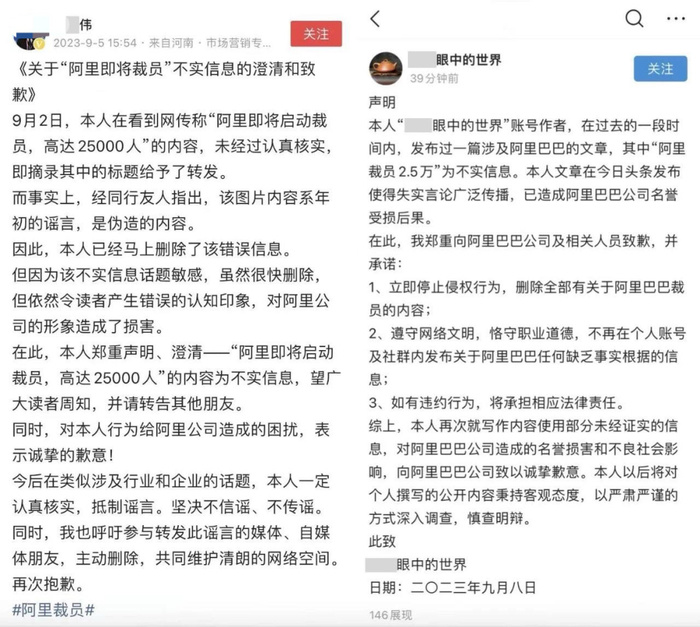 伟
2023-9-5 15:54 · 来自河南 · 市场营销专...
关注
《关于“阿里即将裁员”不实信息的澄清和致
歉》
9月2日，本人在看到网传称“阿里即将启动裁
员，高达25000人”的内容，未经过认真核实，
即摘录其中的标题给予了转发。
而事实上，经同行友人指出，该图片内容系年
初的谣言，是伪造的内容。
因此，本人已经马上删除了该错误信息。
但因为该不实信息话题敏感，虽然很快删除，
但依然令读者产生错误的认知印象，对阿里公
司的形象造成了损害。
在此，本人郑重声明、澄清——“阿里即将启动
裁员，高达25000人”的内容为不实信息，望广
大读者周知，并请转告其他朋友。
同时，对本人行为给阿里公司造成的困扰，表
示诚挚的歉意！
今后在类似涉及行业和企业的话题，本人一定
认真核实，抵制谣言。坚决不信谣、不传谣。
同时，我也呼吁参与转发此谣言的媒体、自媒
体朋友，主动删除，共同维护清朗的网络空间。
再次抱歉。
#阿里裁员#
眼中的世界
39分钟前
关注
声明
本人“眼中的世界”账号作者，在过去的一段时
间内，发布过一篇涉及阿里巴巴的文章，其中“阿里
裁员2.5万”为不实信息。本人文章在今日头条发布
使得失实言论广泛传播，已造成阿里巴巴公司名誉
受损后果。
在此，我郑重向阿里巴巴公司及相关人员致歉，并
承诺：
1、立即停止侵权行为，删除全部有关于阿里巴巴裁
员的内容；
2、遵守网络文明，恪守职业道德，不再在个人账号
及社群内发布关于阿里巴巴任何缺乏事实根据的信
息；
3、如有违约行为，将承担相应法律责任。
综上，本人再次就写作内容使用部分未经证实的信
息，对阿里巴巴公司造成的名誉损害和不良社会影
响，向阿里巴巴公司致以诚挚歉意。本人以后将对
个人撰写的公开内容秉持客观态度，以严肃严谨的
方式深入调查，慎查明辩。
此致
眼中的世界
日期：二〇二三年九月八日
146展现